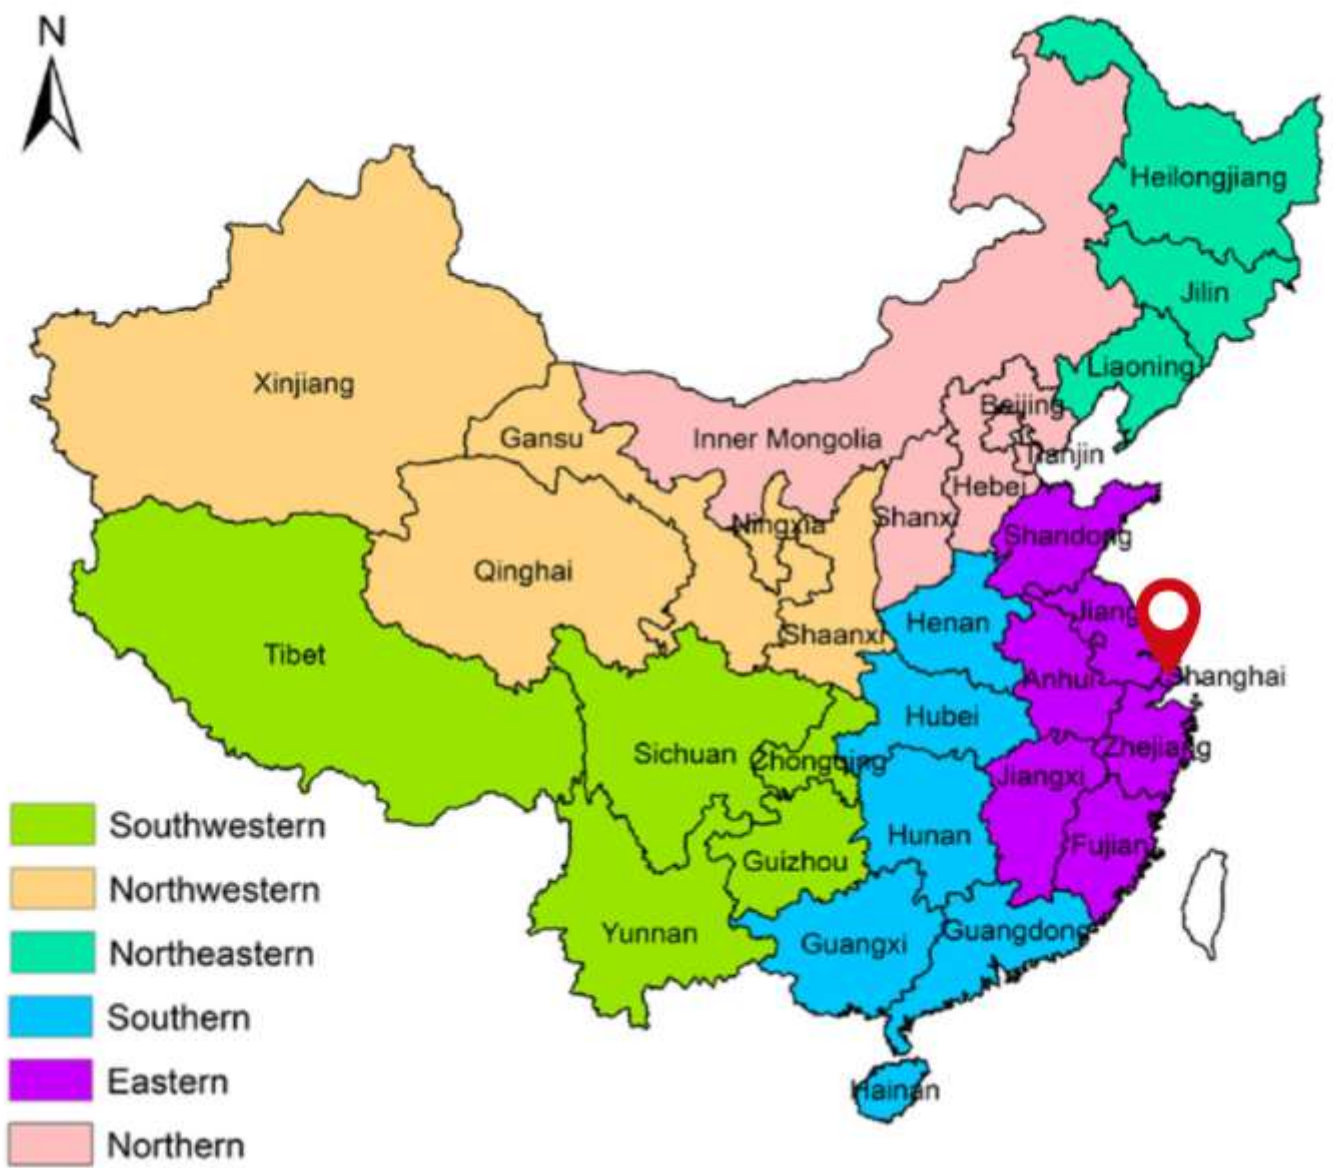 N
Heilongjiang
Jilin
Liaoning
Xinjiang
Beijing
Gansu
Inner Mongolia
Tianjin
Hebei
Ningxia
Shanxi
Shandong
Qinghai
Jiang
Henan
Shaanxi
Tibet
Anhui
Shanghai
Hubei
Sichuan
Zhejiang
Chongqing
Jiangxi
Southwestern
Hunan
Fujian
Guizhou
Northwestern
Yunnan
Guangdong
Guangxi
Northeastern
Southern
Eastern
Hainan
Northern